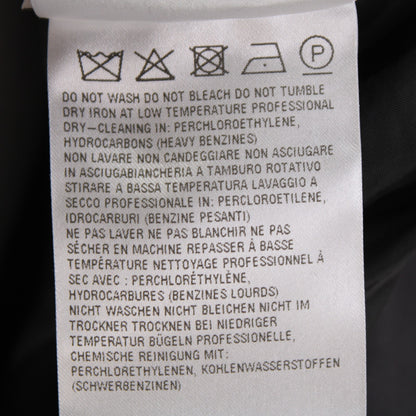 P
DO NOT WASH DO NOT BLEACH DO NOT TUMBLE
DRY IRON AT LOW TEMPERATURE PROFESSIONAL
DRY—CLEANING IN: PERCHLOROETHYLENE,
HYDROCARBONS (HEAVY BENZINES)
NON LAVARE NON CANDEGGIARE NON ASCIUGARE
IN ASCIUGABIANCHERIA A TAMBURO ROTATIVO
STIRARE A BASSA TEMPERATURA LAVAGGIO A
SECCO PROFESSIONALE IN: PERCLOROETILENE,
IDROCARBURI (BENZINE PESANTI)
NE PAS LAVER NE PAS BLANCHIR NE PAS
SÉCHER EN MACHINE REPASSER À BASSE
TEMPÉRATURE NETTOYAGE PROFESSIONNEL À
SEC AVEC : PERCHLORÉTHYLÈNE,
HYDROCARBURES (BENZINES LOURDS)
NICHT WASCHEN NICHT BLEICHEN NICHT IM
TROCKNER TROCKNEN BEI NIEDRIGER
TEMPERATUR BÜGELN PROFESSIONELLE,
CHEMISCHE REINIGUNG MIT:
PERCHLORETHYLENEN, KOHLENWASSERSTOFFEN
(SCHWERBENZINEN)